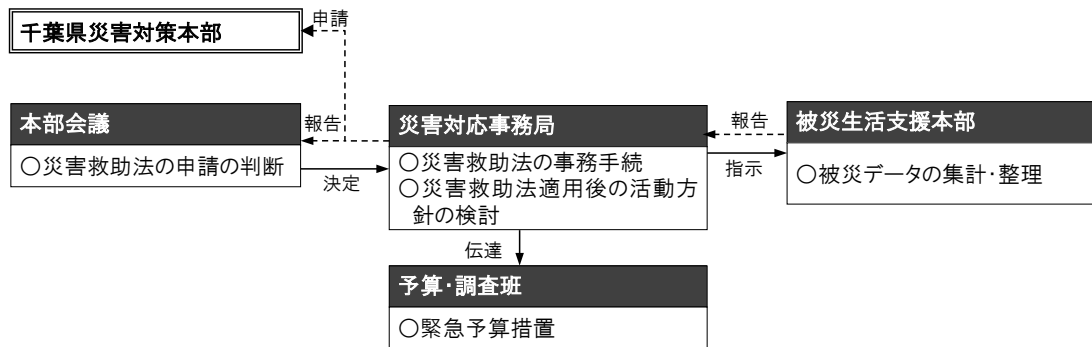 千葉県災害対策本部
申請
本部会議
〇災害救助法の申請の判断
報告
決定
災害対応事務局
〇災害救助法の事務手続
〇災害救助法適用後の活動方
針の検討
報告
指示
被災生活支援本部
〇被災データの集計・整理
伝達
予算・調査班
〇緊急予算措置